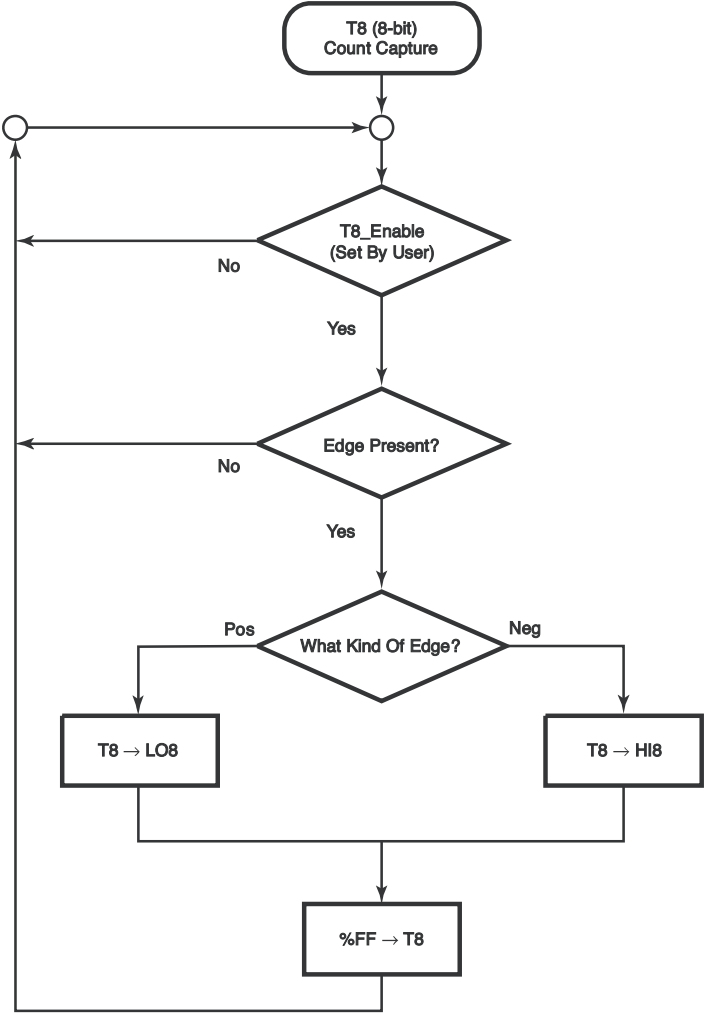 T8 (8-bit)
Count Capture
T8_Enable
(Set By User)
No
Yes
Edge Present?
No
Yes
Pos
What Kind Of Edge?
Neg
T8 → LO8
T8 → HI8
%FF → T8